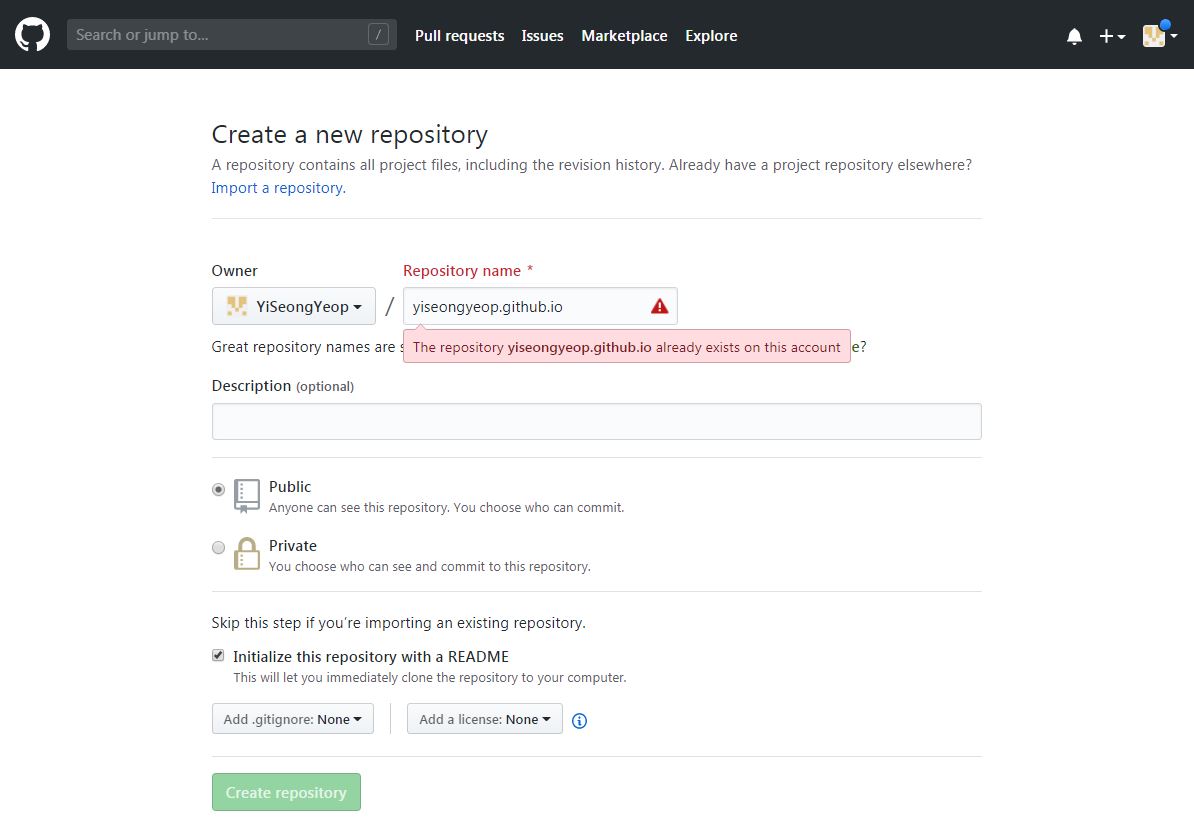 Search or jump to... /
Pull requests Issues Marketplace Explore
Create a new repository
A repository contains all project files, including the revision history. Already have a project repository elsewhere?
Import a repository.
Owner
Repository name *
YiSeongYeop / yiseongyeop.github.io
Great repository names are s e?
The repository yiseongyeop.github.io already exists on this account
Description (optional)
Public
Anyone can see this repository. You choose who can commit.
Private
You choose who can see and commit to this repository.
Skip this step if you’re importing an existing repository.
Initialize this repository with a README
This will let you immediately clone the repository to your computer.
Add .gitignore: None Add a license: None
Create repository